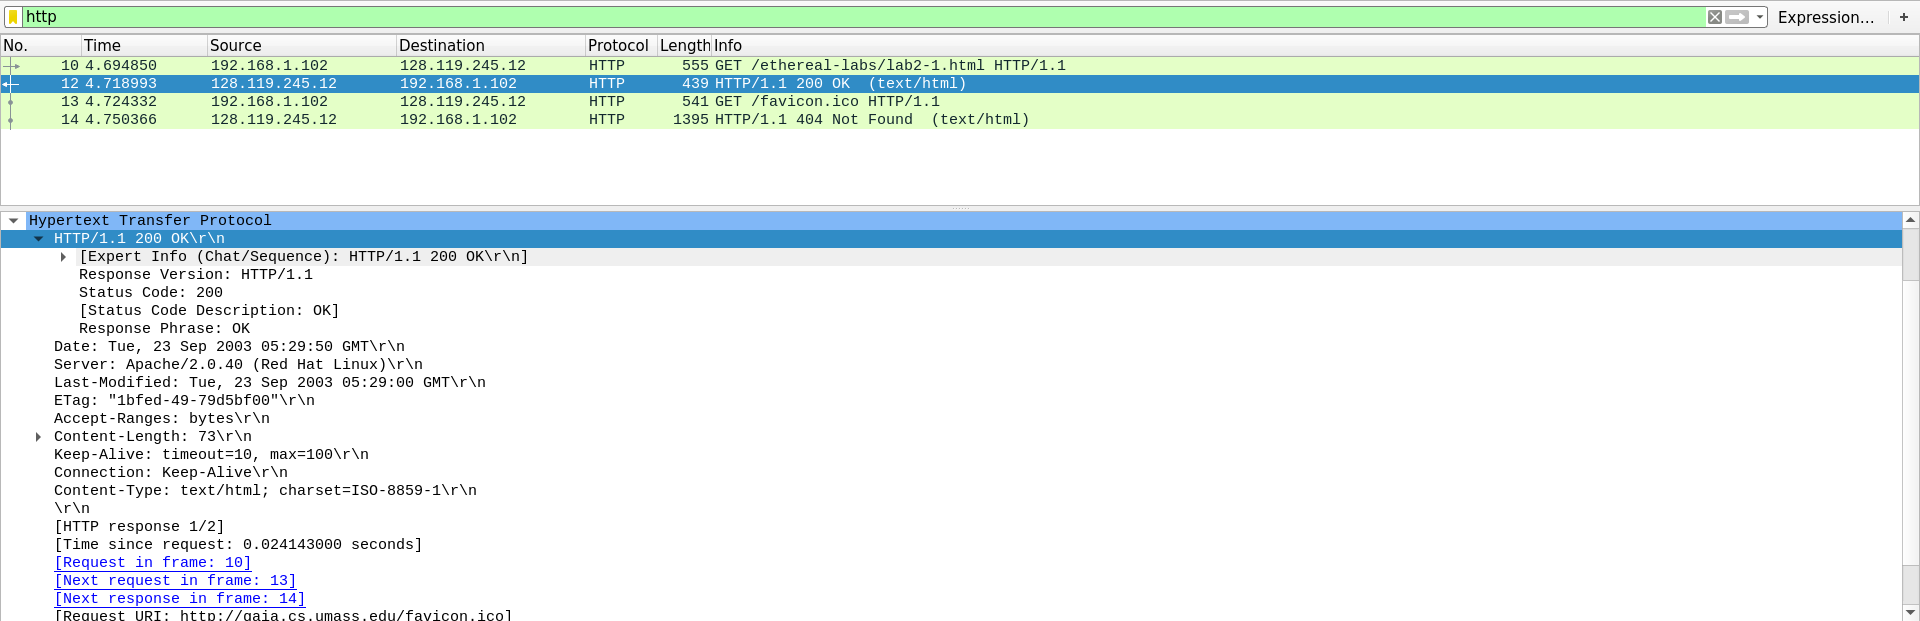 http Expression... +
No. Time Source Destination Protocol Length Info
10 4.694850 192.168.1.102 128.119.245.12 HTTP 555 GET /ethereal-labs/lab2-1.html HTTP/1.1
12 4.718993 128.119.245.12 192.168.1.102 HTTP 439 HTTP/1.1 200 OK  (text/html)
13 4.724332 192.168.1.102 128.119.245.12 HTTP 541 GET /favicon.ico HTTP/1.1
14 4.750366 128.119.245.12 192.168.1.102 HTTP 1395 HTTP/1.1 404 Not Found  (text/html)
Hypertext Transfer Protocol
HTTP/1.1 200 OK\r\n
[Expert Info (Chat/Sequence): HTTP/1.1 200 OK\r\n]
Response Version: HTTP/1.1
Status Code: 200
[Status Code Description: OK]
Response Phrase: OK
Date: Tue, 23 Sep 2003 05:29:50 GMT\r\n
Server: Apache/2.0.40 (Red Hat Linux)\r\n
Last-Modified: Tue, 23 Sep 2003 05:29:00 GMT\r\n
ETag: "1bfed-49-79d5bf00"\r\n
Accept-Ranges: bytes\r\n
Content-Length: 73\r\n
Keep-Alive: timeout=10, max=100\r\n
Connection: Keep-Alive\r\n
Content-Type: text/html; charset=ISO-8859-1\r\n
\r\n
[HTTP response 1/2]
[Time since request: 0.024143000 seconds]
[Request in frame: 10]
[Next request in frame: 13]
[Next response in frame: 14]
[Request URI: http://gaia.cs.umass.edu/favicon.ico]